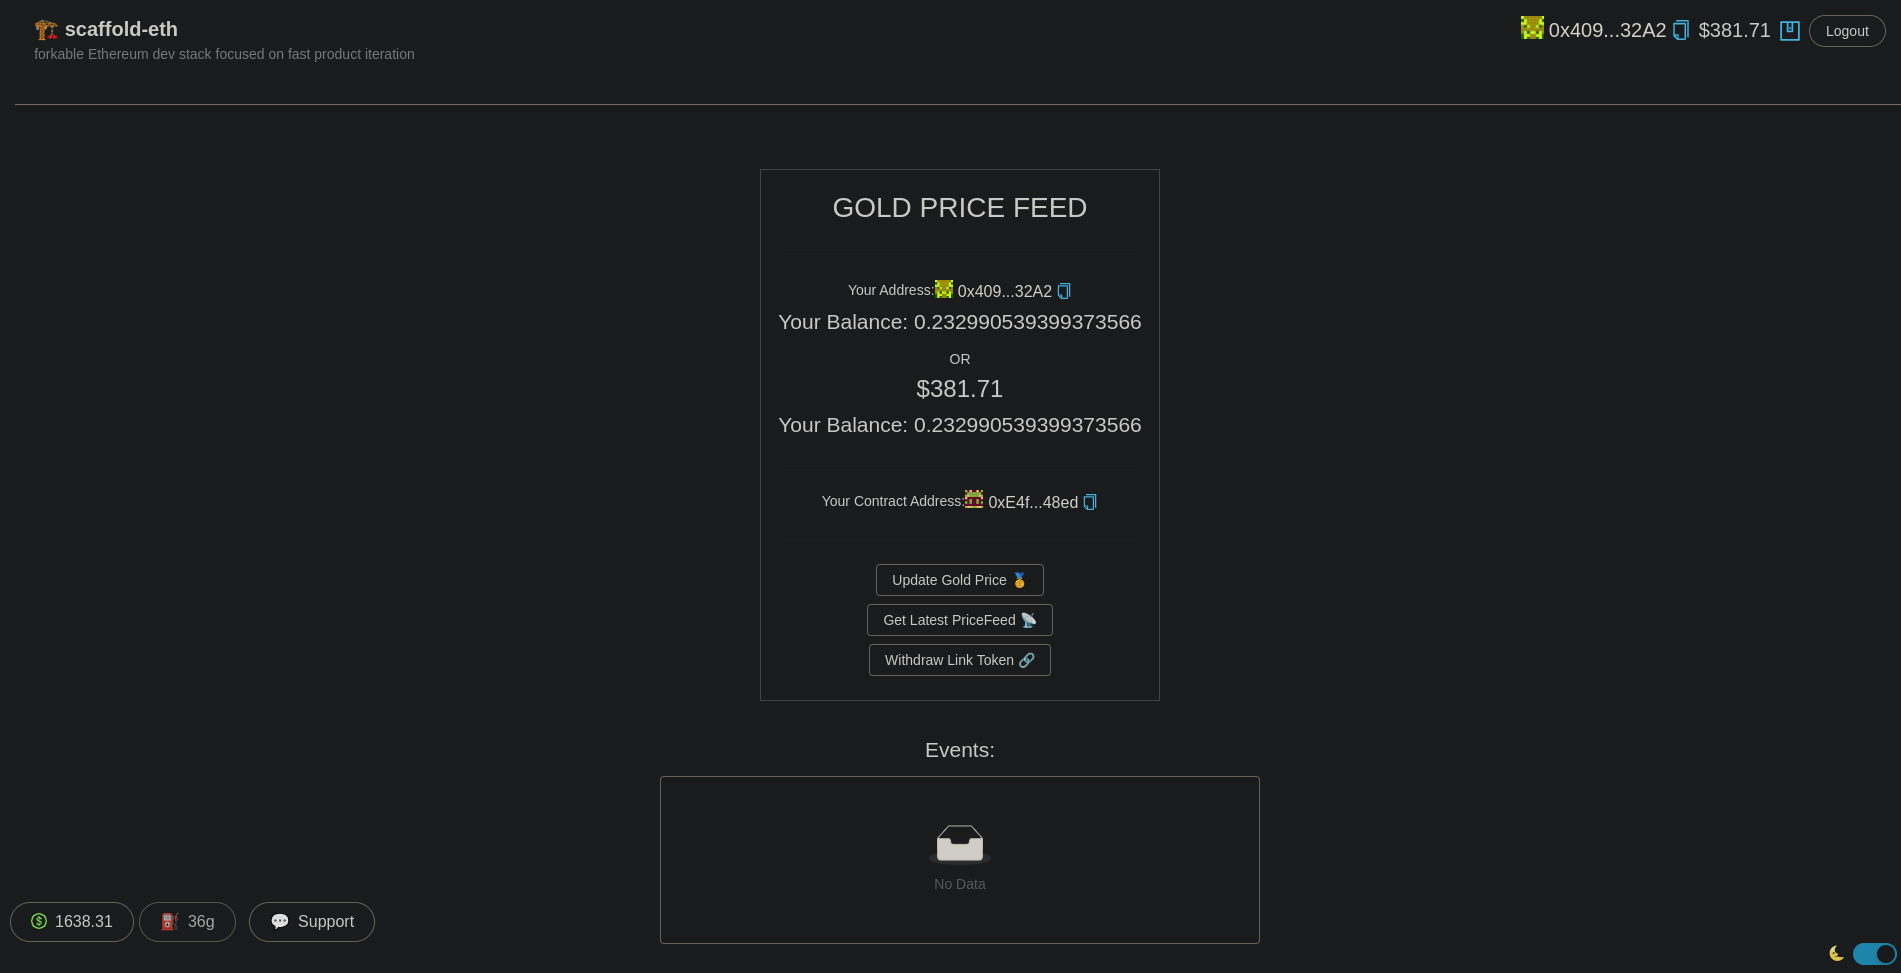 scaffold-eth
forkable Ethereum dev stack focused on fast product iteration
0x409...32A2 $381.71 Logout
GOLD PRICE FEED
Your Address: 0x409...32A2
Your Balance: 0.232990539399373566
OR
$381.71
Your Balance: 0.232990539399373566
Your Contract Address: 0xE4f...48ed
Update Gold Price 🏅
Get Latest PriceFeed 📡
Withdraw Link Token 🔗
Events:
No Data
1638.31 36g Support